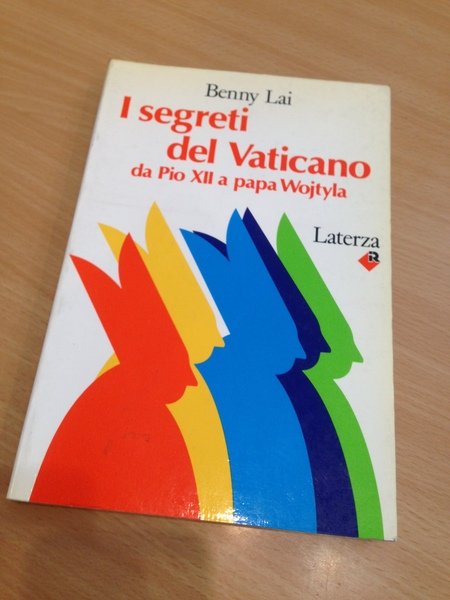 Benny Lai
I segreti
del Vaticano
da Pio XII a papa Wojtyla
Laterza